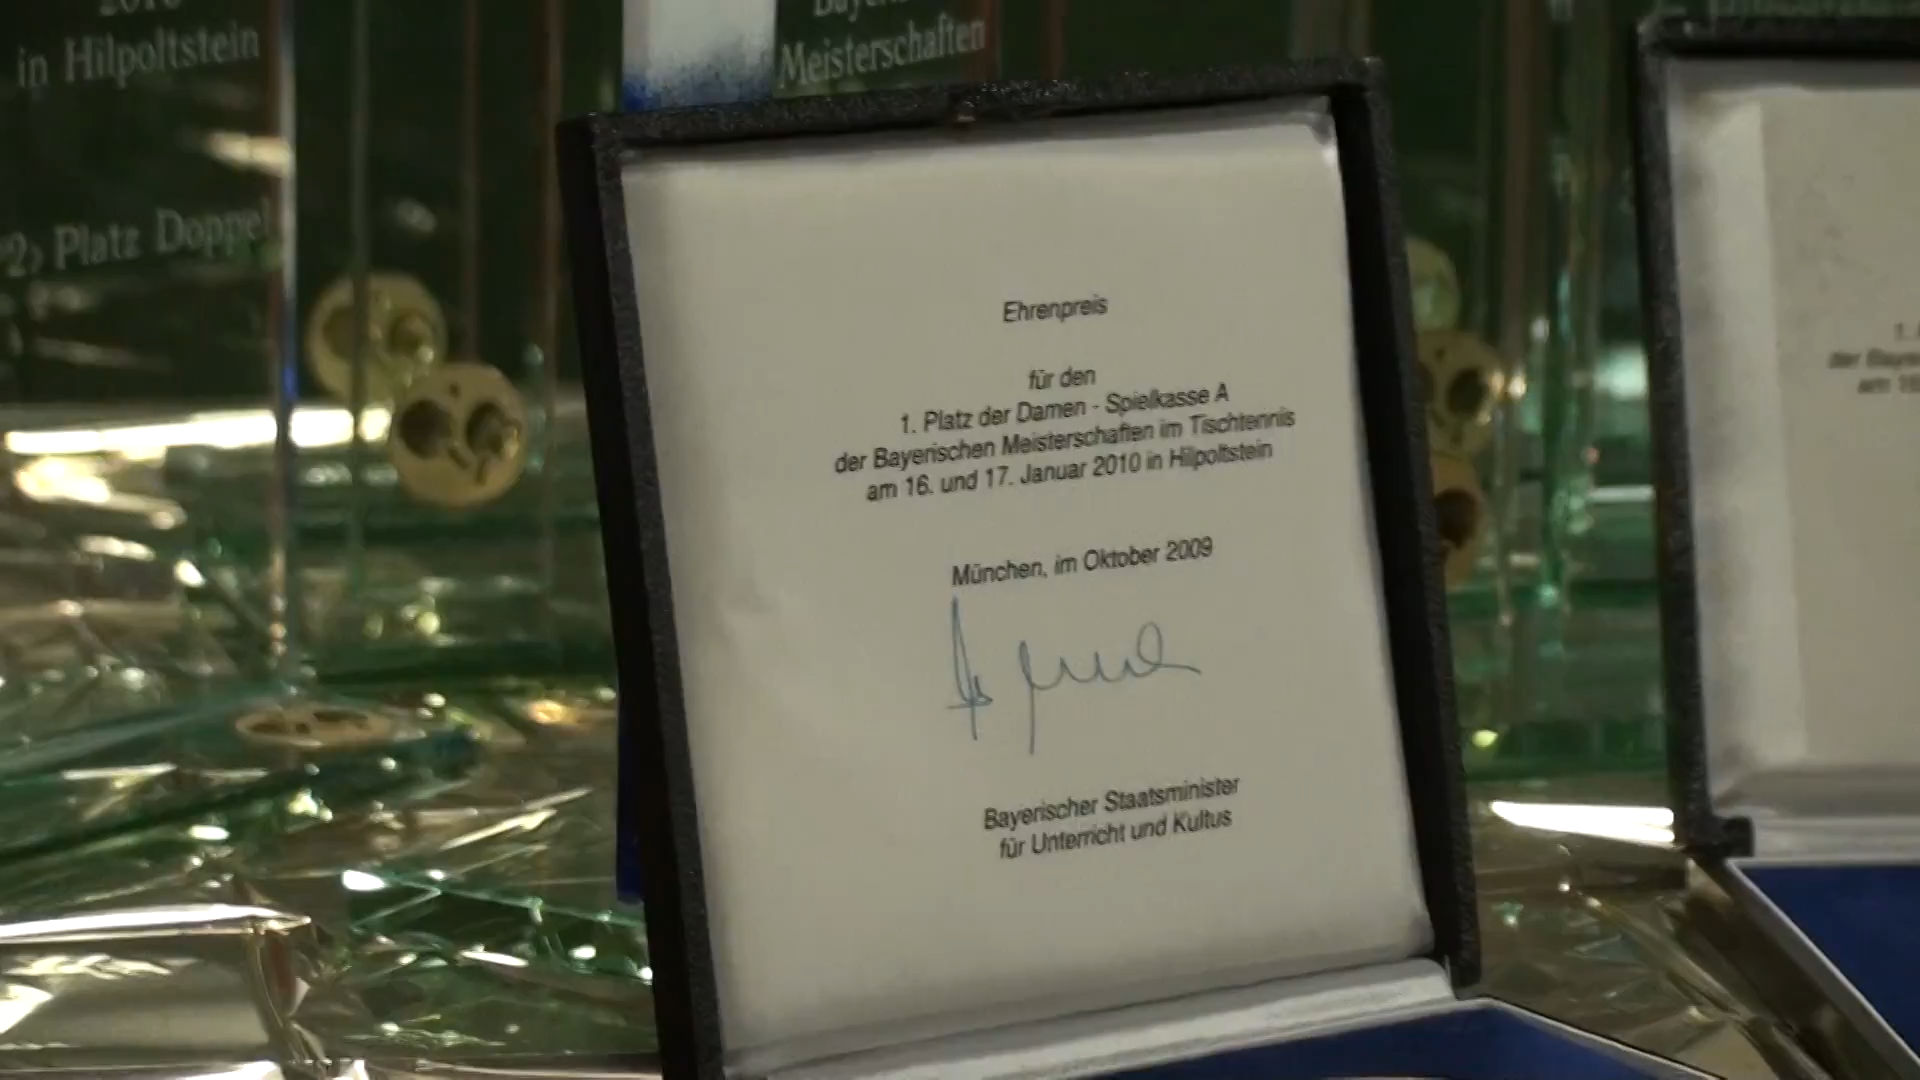 in Hilpoltstein
Platz Doppel
Meisterschaften
Ehrenpreis
für den
1. Platz der Damen - Spielkasse A
der Bayerischen Meisterschaften im Tischtennis
am 16. und 17. Januar 2010 in Hilpoltstein
München, im Oktober 2009
Bayerischer Staatsminister
für Unterricht und Kultus